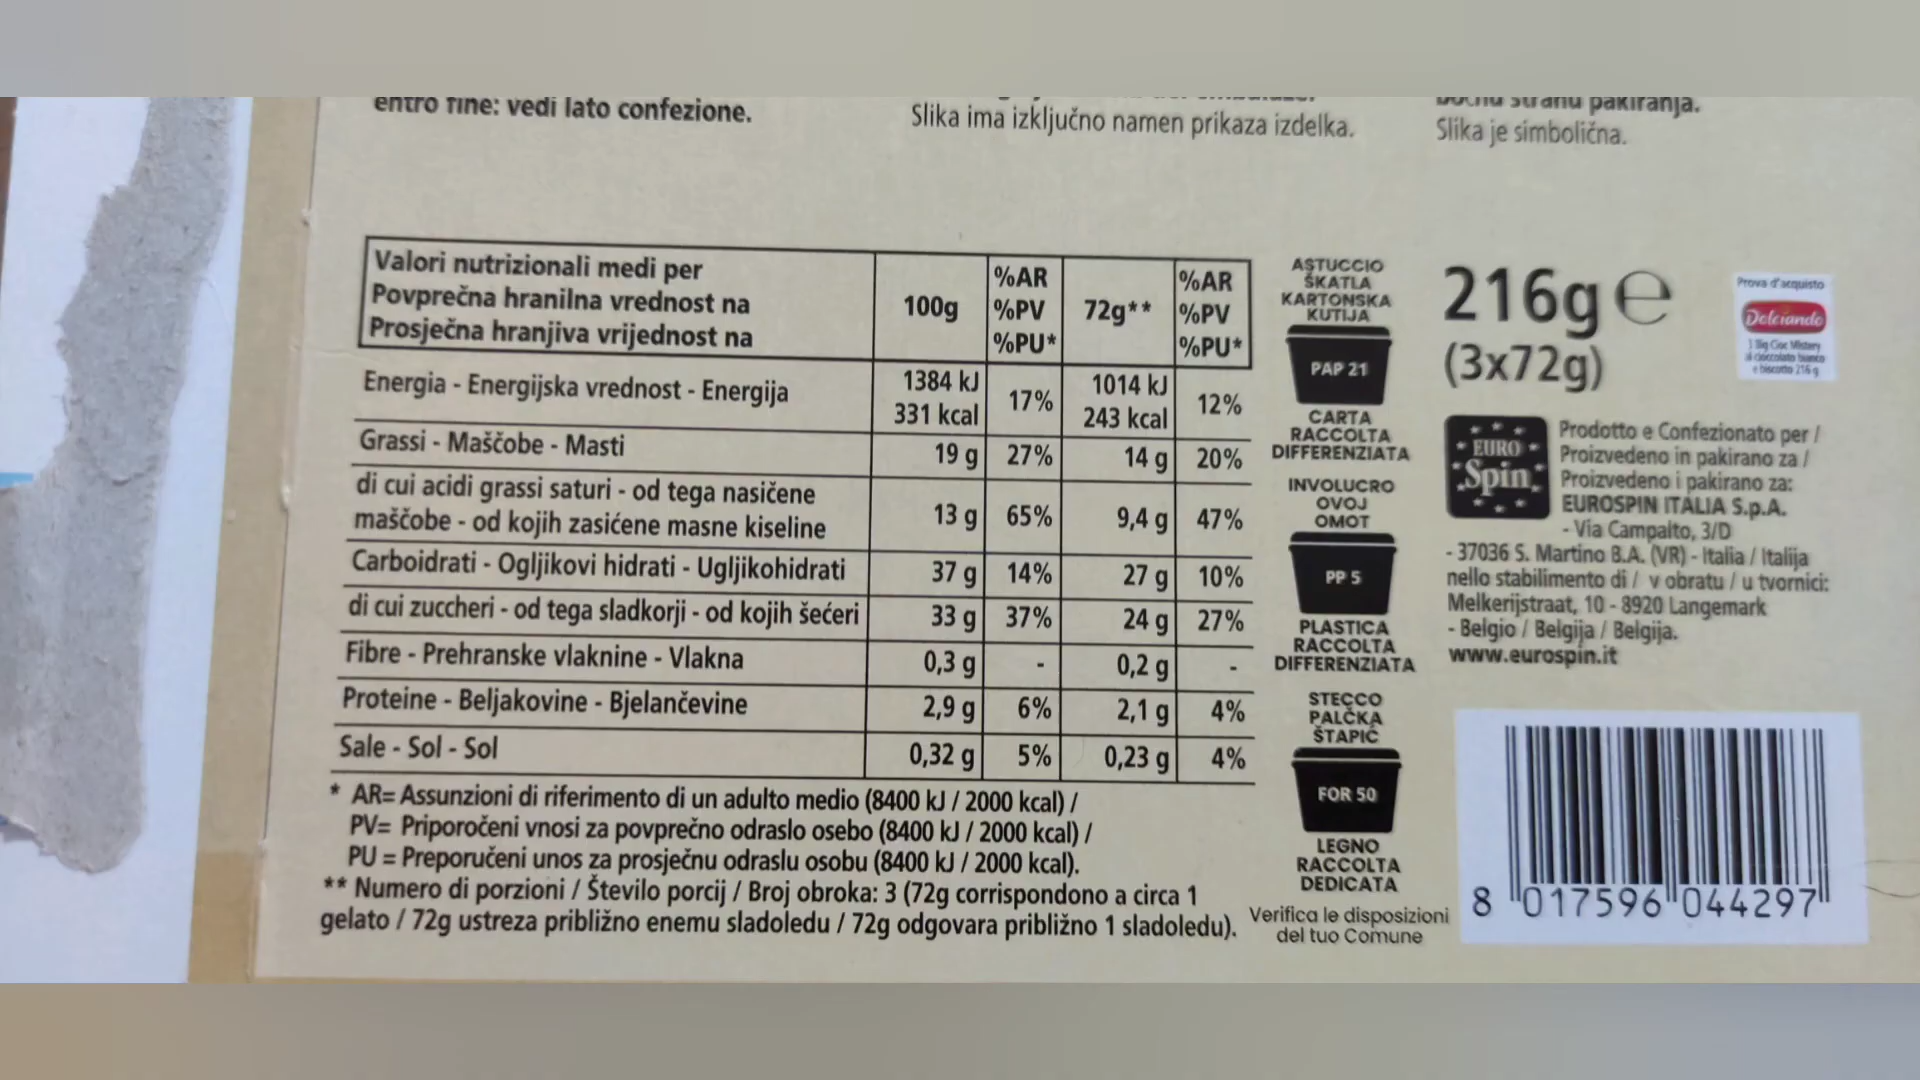 entro fine: vedi lato confezione.
Slika ima izključno namen prikaza izdelka.
pakiranja.
Slika je simbolična.
Valori nutrizionali medi per
Povprečna hranilna vrednost na
Prosječna hranjiva vrijednost na
100g
%AR
%PV
%PU*
72g**
%AR
%PV
%PU*
Energia - Energijska vrednost - Energija
1384 kJ
331 kcal
17%
1014 kJ
243 kcal
12%
Grassi - Maščobe - Masti
19 g
27%
14 g
20%
di cui acidi grassi saturi - od tega nasičene
maščobe - od kojih zasićene masne kiseline
13 g
65%
9,4 g
47%
Carboidrati - Ogljikovi hidrati - Ugljikohidrati
37 g
14%
27 g
10%
di cui zuccheri - od tega sladkorji - od kojih šećeri
33 g
37%
24 g
27%
Fibre - Prehranske vlaknine - Vlakna
0,3 g
-
0,2 g
-
Proteine - Beljakovine - Bjelančevine
2,9 g
6%
2,1 g
4%
Sale - Sol - Sol
0,32 g
5%
0,23 g
4%
* AR= Assunzioni di riferimento di un adulto medio (8400 kJ / 2000 kcal) /
PV= Priporočeni vnosi za povprečno odraslo osebo (8400 kJ / 2000 kcal) /
PU = Preporučeni unos za prosječnu odraslu osobu (8400 kJ / 2000 kcal).
** Numero di porzioni / Število porcij / Broj obroka: 3 (72g corrispondono a circa 1
gelato / 72g ustreza približno enemu sladoledu / 72g odgovara približno 1 sladoledu).
ASTUCCIO
ŠKATLA
KARTONSKA
KUTIJA
PAP 21
CARTA
RACCOLTA
DIFFERENZIATA
INVOLUCRO
OVOJ
OMOT
PP 5
PLASTICA
RACCOLTA
DIFFERENZIATA
STECCO
PALČKA
ŠTAPIĆ
FOR 50
LEGNO
RACCOLTA
DEDICATA
Verifica le disposizioni
del tuo Comune
216g e
(3x72g)
Prova d'acquisto
Dolciando
3 Big Cioc Mistery
al cioccolato bianco
e biscotto 216 g
EURO
Spin
Prodotto e Confezionato per /
Proizvedeno in pakirano za /
Proizvedeno i pakirano za:
EUROSPIN ITALIA S.p.A.
- Via Campalto, 3/D
- 37036 S. Martino B.A. (VR) - Italia / Italija
nello stabilimento di / v obratu / u tvornici:
Melkerijstraat, 10 - 8920 Langemark
- Belgio / Belgija / Belgija.
www.eurospin.it
8 017596 044297